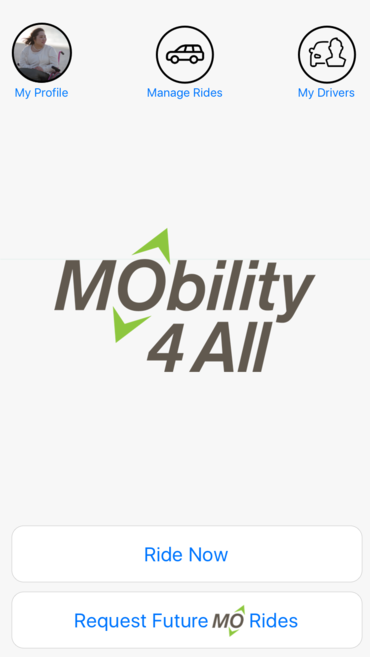 My Profile
Manage Rides
My Drivers
MObility
4 All
Ride Now
Request Future MO Rides